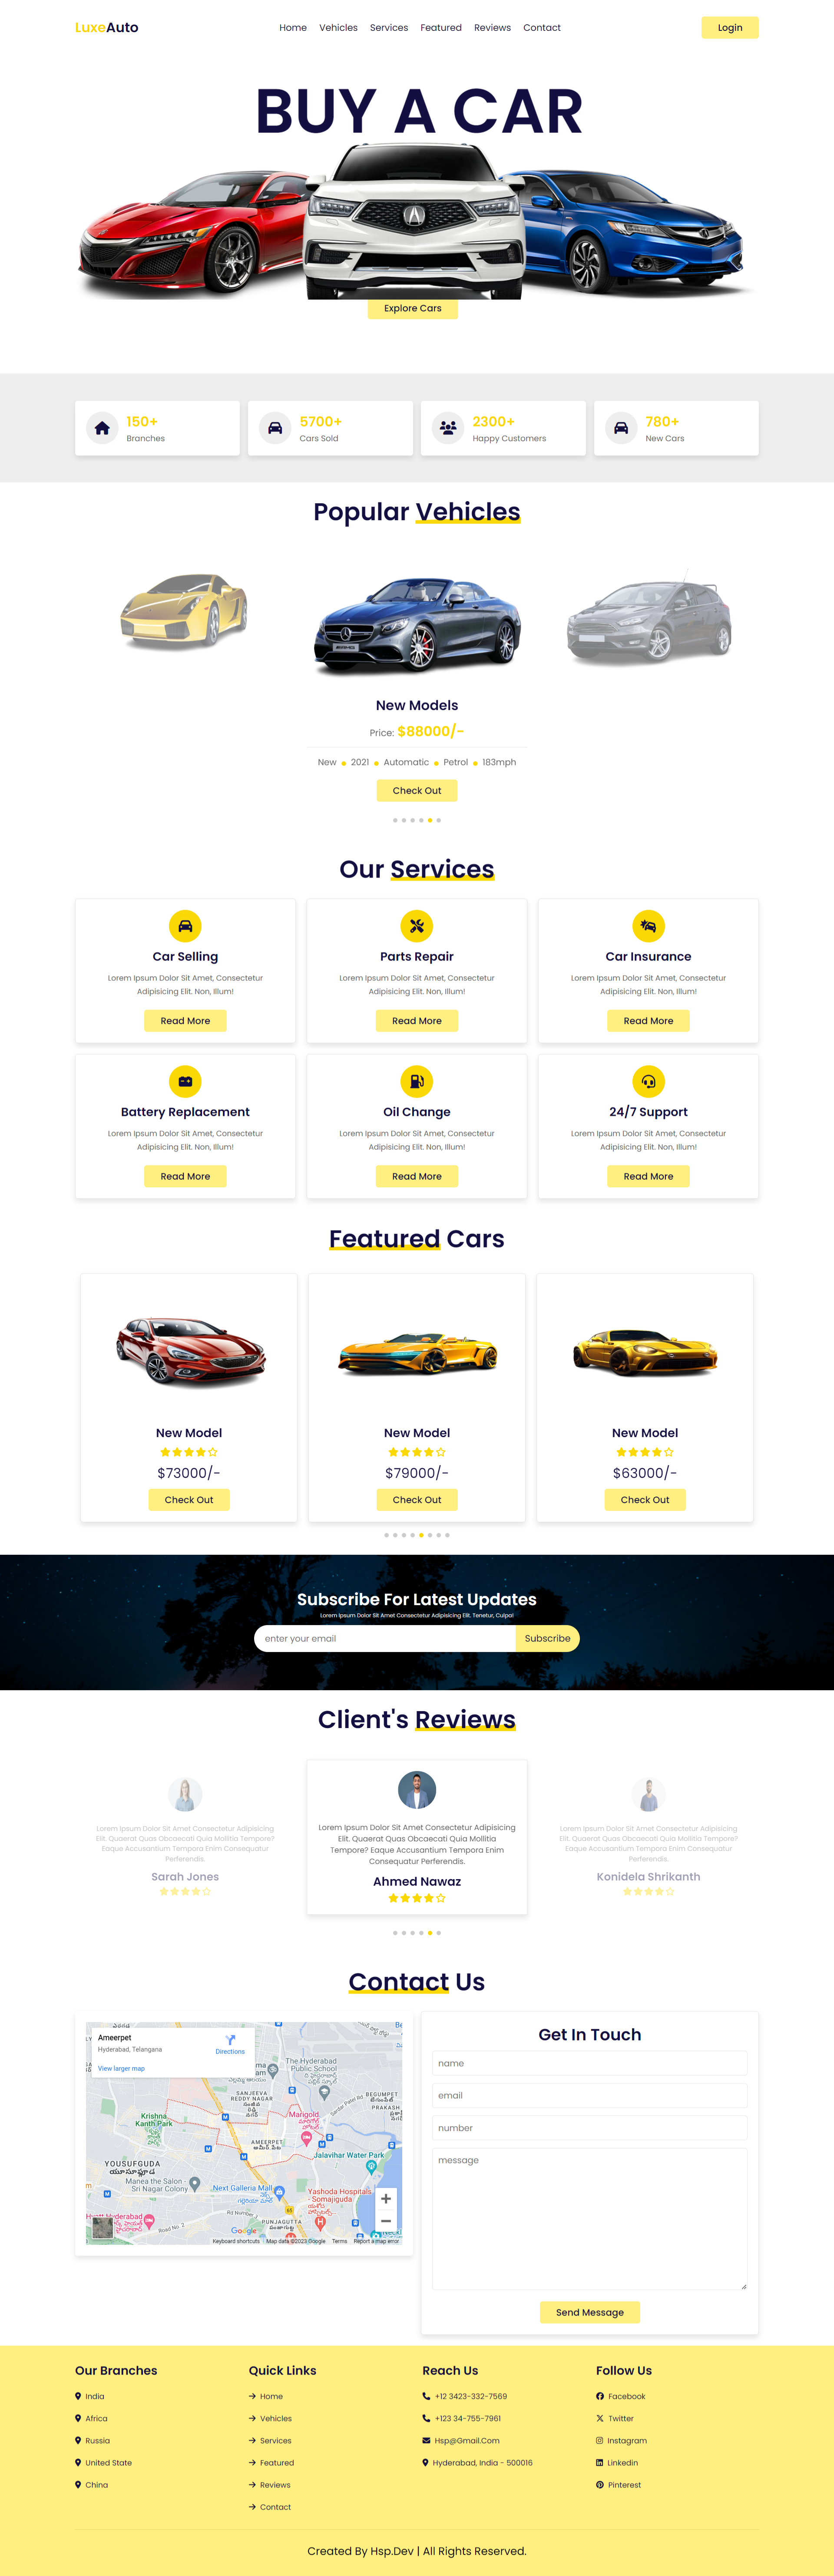 LuxeAuto
Home Vehicles Services Featured Reviews Contact
Login
BUY A CAR
Explore Cars
150+
Branches
5700+
Cars Sold
2300+
Happy Customers
780+
New Cars
Popular Vehicles
New Models
Price: $88000/-
New 2021 Automatic Petrol 183mph
Check Out
Our Services
Car Selling
Lorem Ipsum Dolor Sit Amet, Consectetur
Adipisicing Elit. Non, Illum!
Read More
Parts Repair
Lorem Ipsum Dolor Sit Amet, Consectetur
Adipisicing Elit. Non, Illum!
Read More
Car Insurance
Lorem Ipsum Dolor Sit Amet, Consectetur
Adipisicing Elit. Non, Illum!
Read More
Battery Replacement
Lorem Ipsum Dolor Sit Amet, Consectetur
Adipisicing Elit. Non, Illum!
Read More
Oil Change
Lorem Ipsum Dolor Sit Amet, Consectetur
Adipisicing Elit. Non, Illum!
Read More
24/7 Support
Lorem Ipsum Dolor Sit Amet, Consectetur
Adipisicing Elit. Non, Illum!
Read More
Featured Cars
New Model
$73000/-
Check Out
New Model
$79000/-
Check Out
New Model
$63000/-
Check Out
Subscribe For Latest Updates
Lorem Ipsum Dolor Sit Amet Consectetur Adipisicing Elit. Tenetur, Culpa!
enter your email
Subscribe
Client's Reviews
Lorem Ipsum Dolor Sit Amet Consectetur Adipisicing
Elit. Quaerat Quas Obcaecati Quia Mollitia Tempore?
Eaque Accusantium Tempora Enim Consequatur
Perferendis.
Sarah Jones
Lorem Ipsum Dolor Sit Amet Consectetur Adipisicing
Elit. Quaerat Quas Obcaecati Quia Mollitia
Tempore? Eaque Accusantium Tempora Enim
Consequatur Perferendis.
Ahmed Nawaz
Lorem Ipsum Dolor Sit Amet Consectetur Adipisicing
Elit. Quaerat Quas Obcaecati Quia Mollitia Tempore?
Eaque Accusantium Tempora Enim Consequatur
Perferendis.
Konidela Shrikanth
Contact Us
Ameerpet
Hyderabad, Telangana
Directions
View larger map
The Hyderabad
Public School
SANJEEVA
REDDY NAGAR
BEGUMPET
PRAKASH
Krishna
Kanth Park
Marigold
AMEERPET
Jalavihar Water Park
YOUSUFGUDA
Manea the Salon -
Sri Nagar Colony
Next Galleria Mall
Yashoda Hospitals
- Somajiguda
Road No. 2
PUNJAGUTTA
Google
Keyboard shortcuts
Map data ©2023 Google
Terms
Report a map error
Get In Touch
name
email
number
message
Send Message
Our Branches
India
Africa
Russia
United State
China
Quick Links
Home
Vehicles
Services
Featured
Reviews
Contact
Reach Us
+12 3423-332-7569
+123 34-755-7961
Hsp@Gmail.Com
Hyderabad, India - 500016
Follow Us
Facebook
Twitter
Instagram
Linkedin
Pinterest
Created By Hsp.Dev | All Rights Reserved.